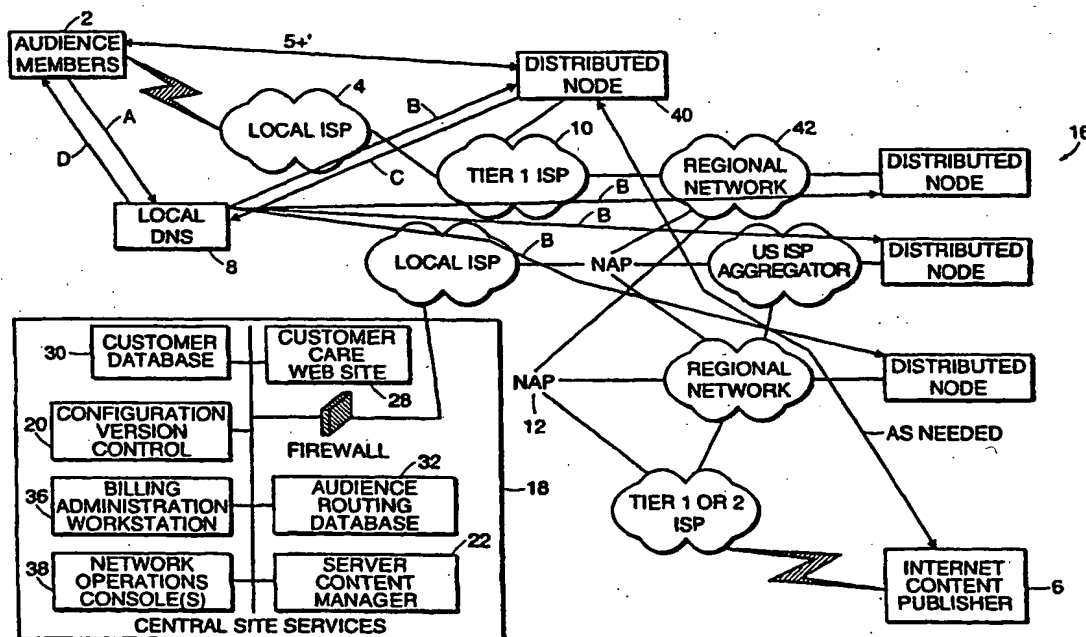 2
AUDIENCE
MEMBERS
5+'
DISTRIBUTED
NODE
40
4
LOCAL ISP
A
D
B
C
10
TIER 1 ISP
42
REGIONAL
NETWORK
16
DISTRIBUTED
NODE
B
B
LOCAL
DNS
8
B
LOCAL ISP
NAP
US ISP
AGGREGATOR
DISTRIBUTED
NODE
REGIONAL
NETWORK
DISTRIBUTED
NODE
NAP
12
AS NEEDED
TIER 1 OR 2
ISP
INTERNET
CONTENT
PUBLISHER
6
30
CUSTOMER
DATABASE
CUSTOMER
CARE
WEB SITE
28
20
CONFIGURATION
VERSION
CONTROL
FIREWALL
36
BILLING
ADMINISTRATION
WORKSTATION
32
AUDIENCE
ROUTING
DATABASE
18
38
NETWORK
OPERATIONS
CONSOLE(S)
22
SERVER
CONTENT
MANAGER
CENTRAL SITE SERVICES